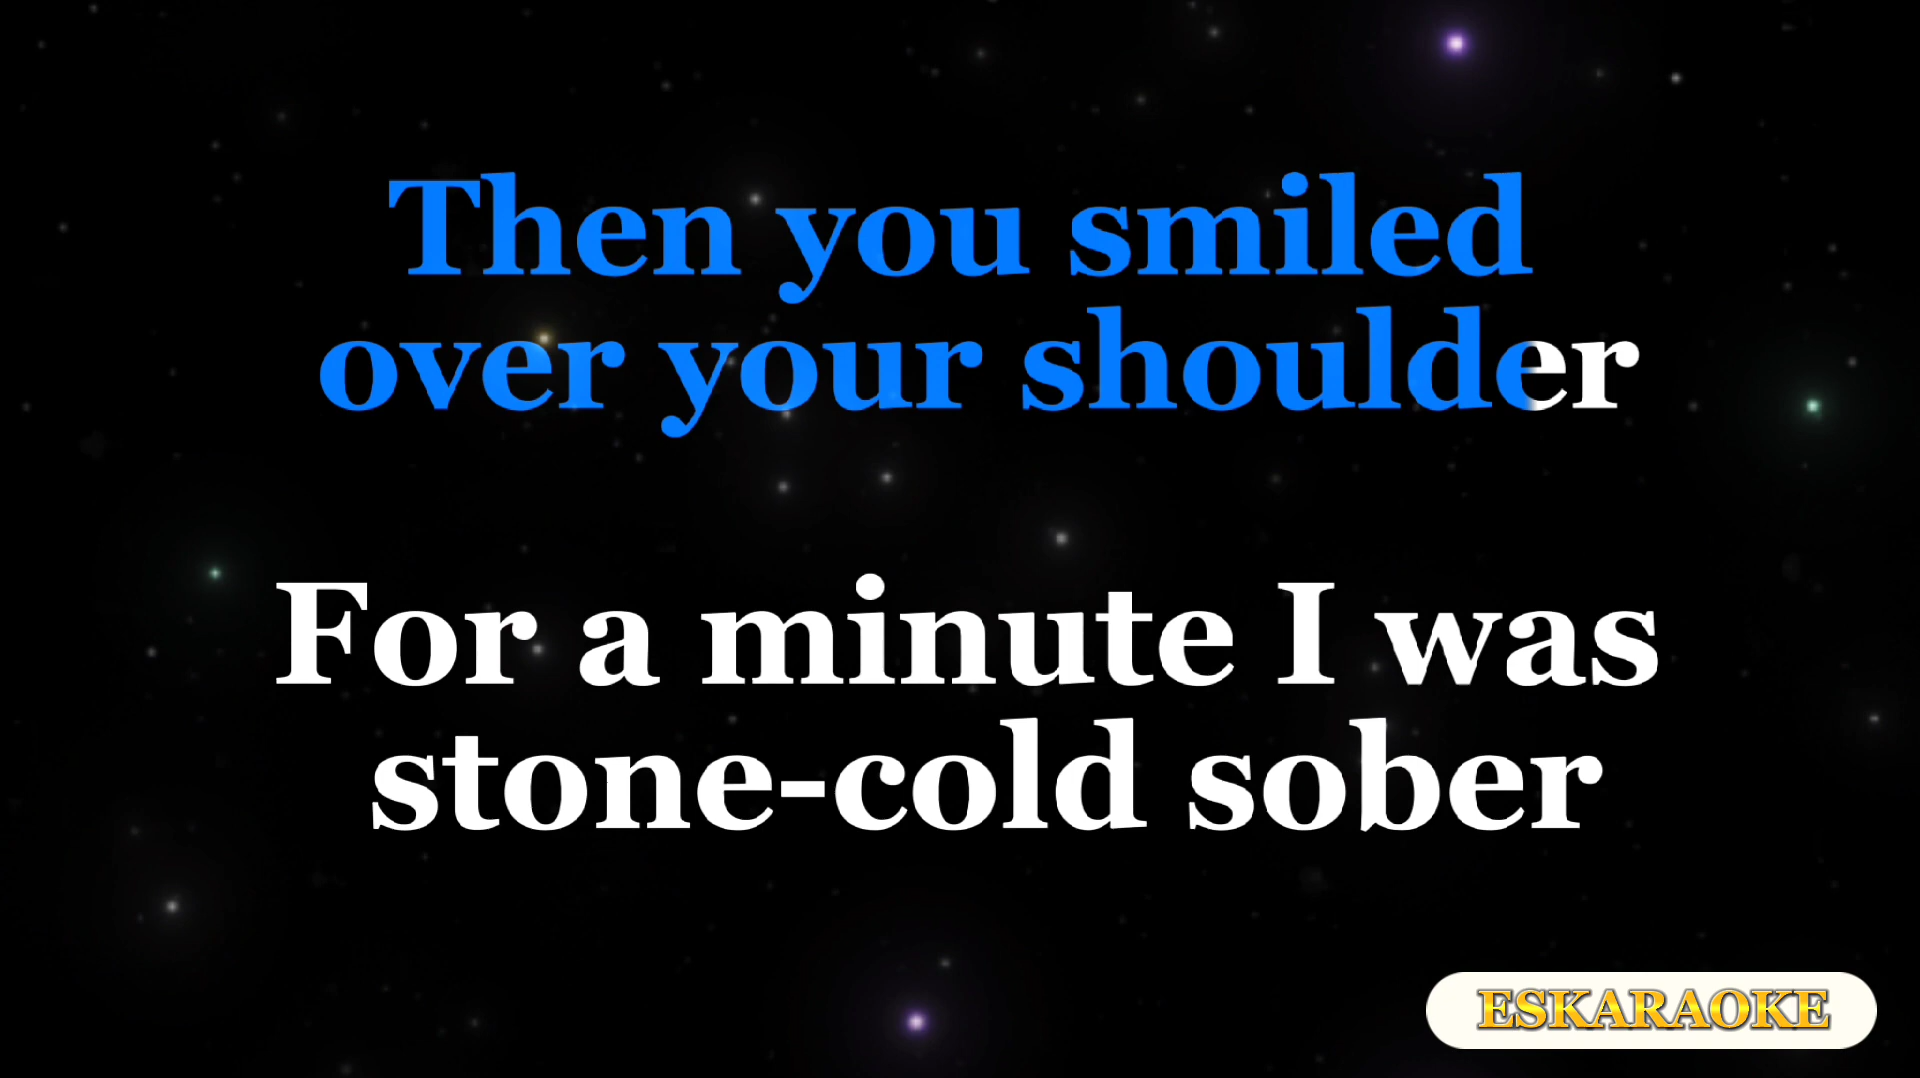 Then you smiled
over your shoulder
For a minute I was
stone-cold sober
ESKARAOKE